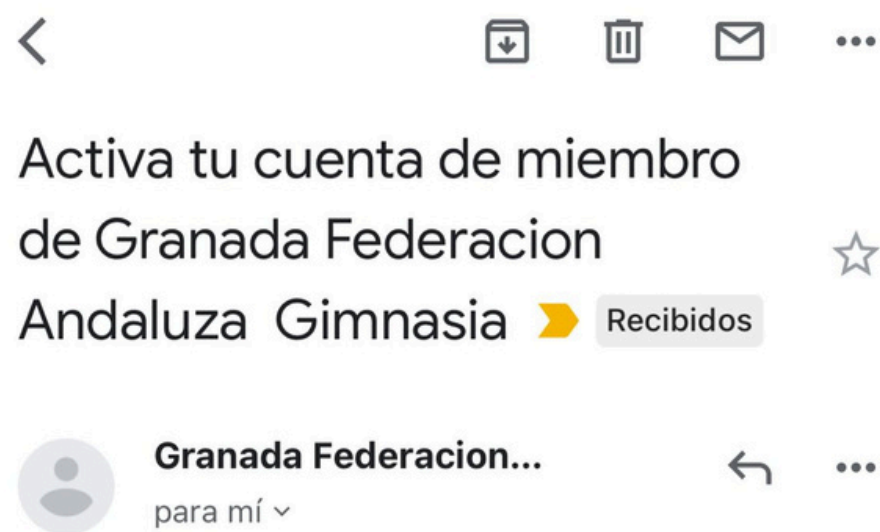 Activa tu cuenta de miembro
de Granada Federacion
Andaluza  Gimnasia Recibidos
Granada Federacion...
para mí